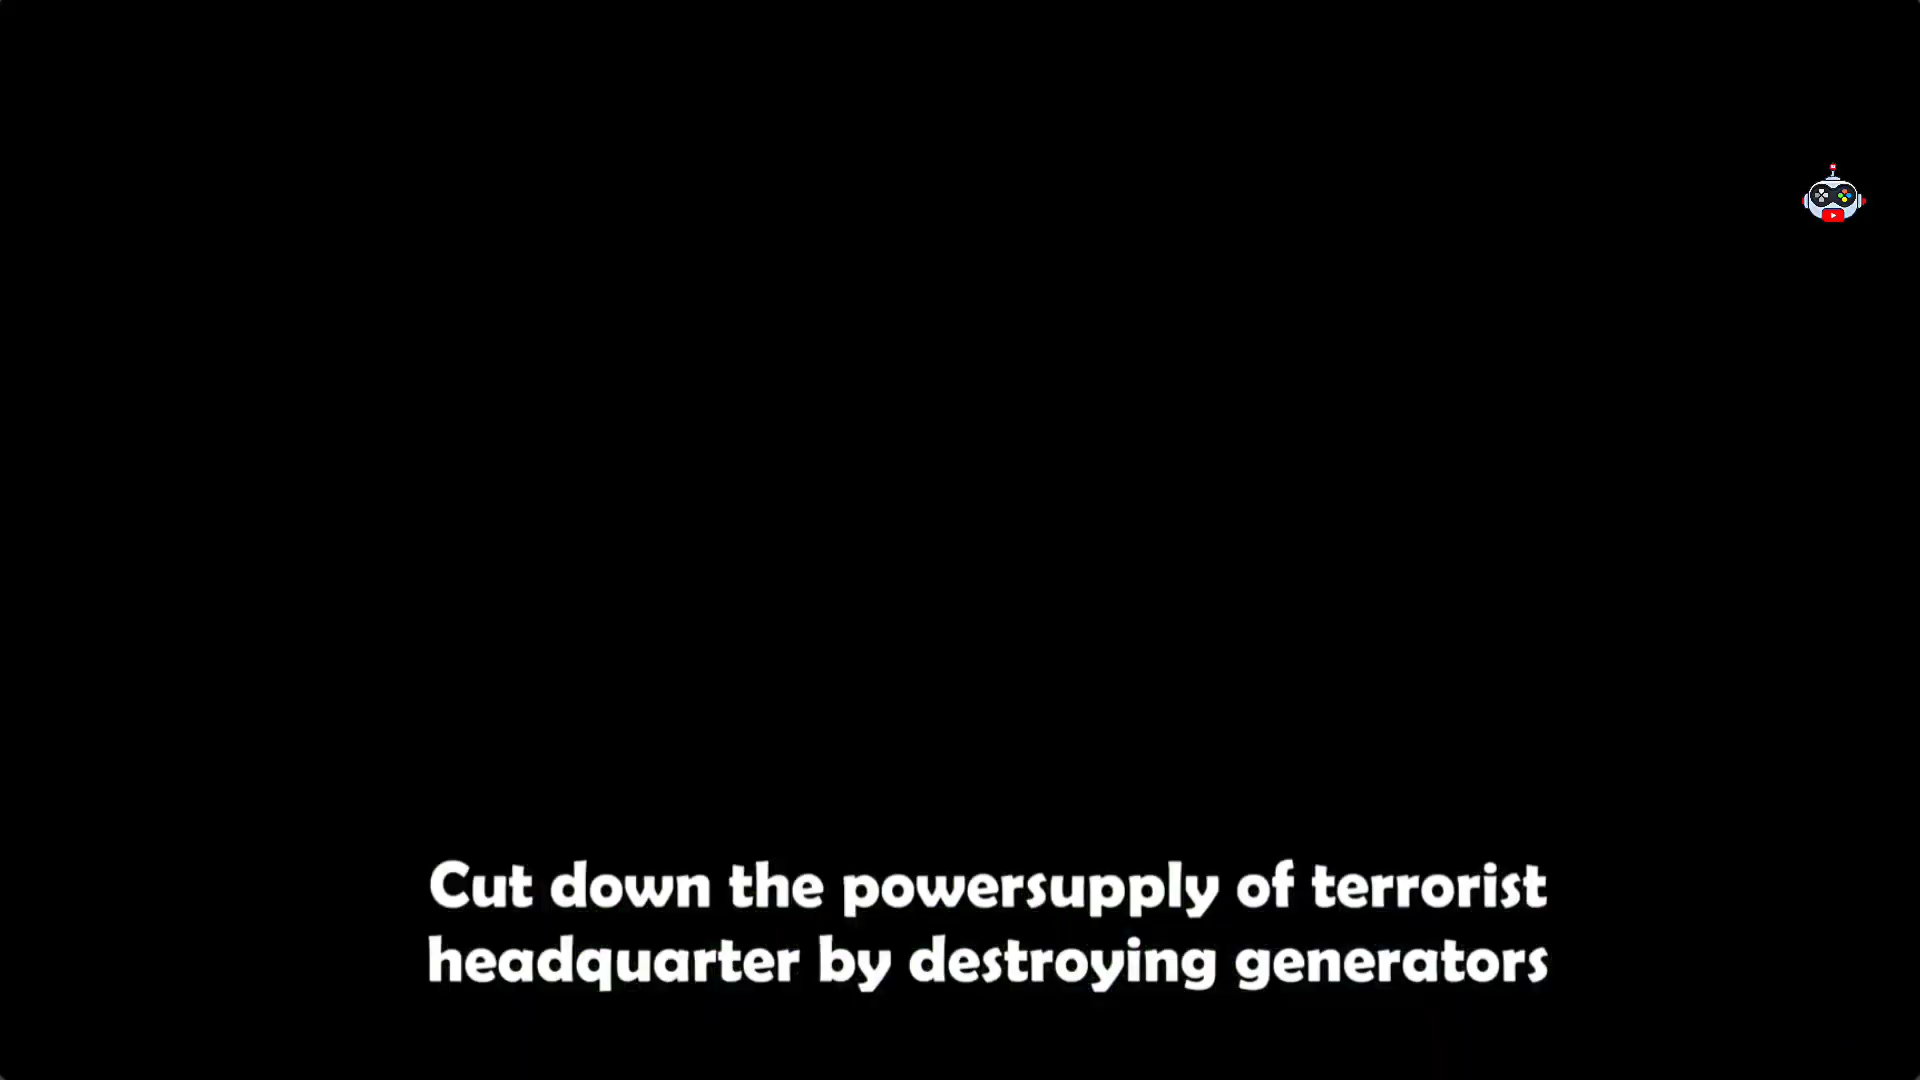 Cut down the powersupply of terrorist
headquarter by destroying generators